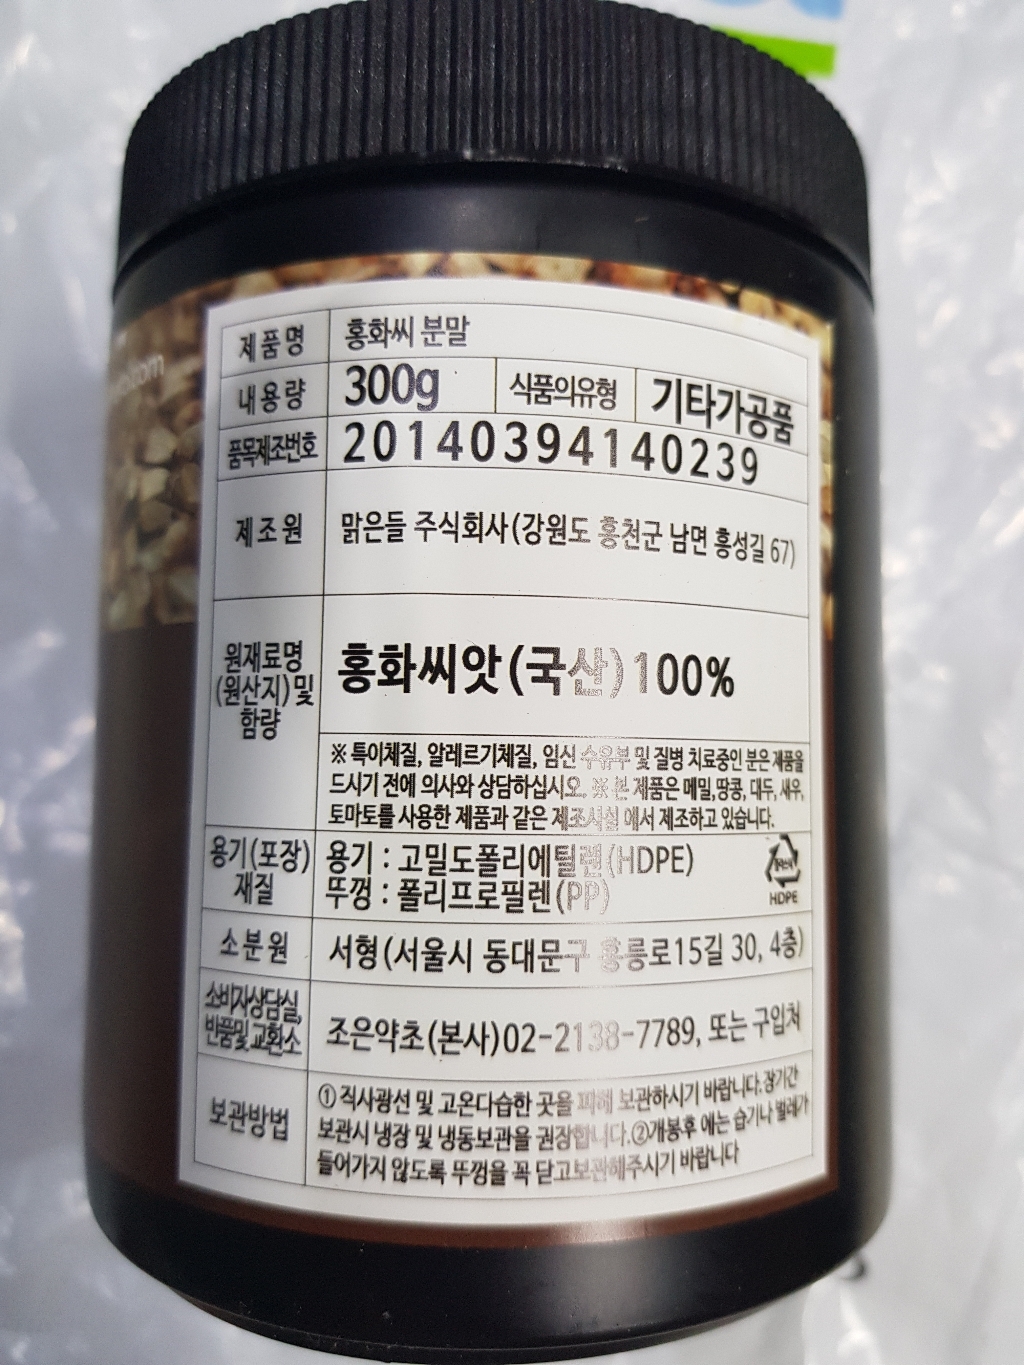 제품명 홍화씨 분말
내용량 300g 식품의유형 기타가공품
품목제조번호 20140394140239
제조원 맑은들 주식회사(강원도 홍천군 남면 홍성길 67)
원재료명
(원산지)및
함량
홍화씨앗(국산)100%
※ 특이체질, 알레르기체질, 임신 수유부 및 질병 치료중인 분은 제품을
드시기 전에 의사와 상담하십시오. ※ 본 제품은 메밀,땅콩, 대두, 새우,
토마토를 사용한 제품과 같은 제조시설 에서 제조하고 있습니다.
용기(포장)
재질
용기 : 고밀도폴리에틸렌(HDPE)
뚜껑 : 폴리프로필렌(PP)
HDPE
소분원 서형(서울시 동대문구 홍릉로15길 30, 4층)
소비자상담실,
반품및교환소
조은약초(본사)02-2138-7789, 또는 구입처
보관방법
① 직사광선 및 고온다습한 곳을 피해 보관하시기 바랍니다.장기간
보관시 냉장 및 냉동보관을 권장합니다.②개봉후 에는 습기나 벌레가
들어가지 않도록 뚜껑을 꼭 닫고보관해주시기 바랍니다